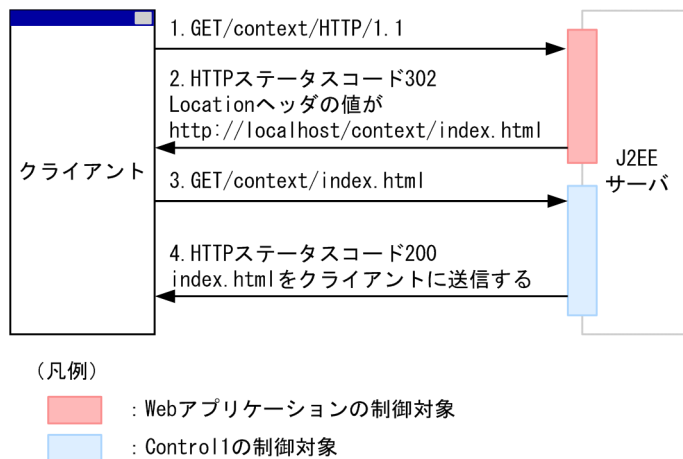 1.GET/context/HTTP/1.1
2.HTTPステータスコード302
Locationヘッダの値が
http://localhost/context/index.html
クライアント
J2EE
サーバ
3.GET/context/index.html
4.HTTPステータスコード200
index.htmlをクライアントに送信する
(凡例)
:Webアプリケーションの制御対象
:Control1の制御対象